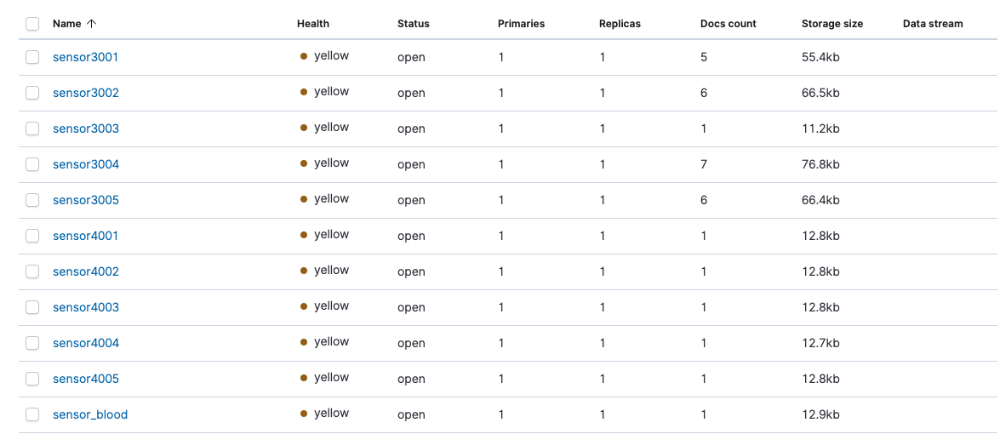 Name Health Status Primaries Replicas Docs count Storage size Data stream
sensor3001 yellow open 1 1 5 55.4kb
sensor3002 yellow open 1 1 6 66.5kb
sensor3003 yellow open 1 1 1 11.2kb
sensor3004 yellow open 1 1 7 76.8kb
sensor3005 yellow open 1 1 6 66.4kb
sensor4001 yellow open 1 1 1 12.8kb
sensor4002 yellow open 1 1 1 12.8kb
sensor4003 yellow open 1 1 1 12.8kb
sensor4004 yellow open 1 1 1 12.7kb
sensor4005 yellow open 1 1 1 12.8kb
sensor_blood yellow open 1 1 1 12.9kb